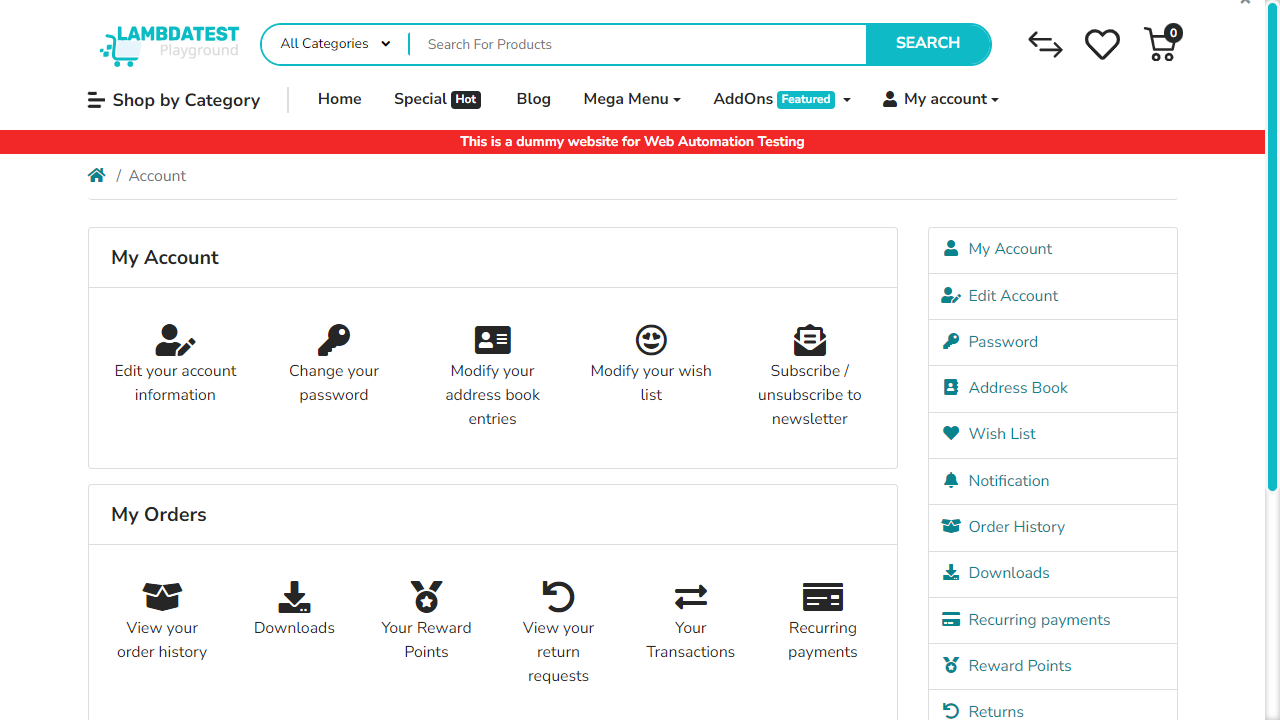 LAMBDATEST
Playground
All Categories
Search For Products
SEARCH
0
Shop by Category
Home
Special Hot
Blog
Mega Menu
AddOns Featured
My account
This is a dummy website for Web Automation Testing
/ Account
My Account
Edit your account
information
Change your
password
Modify your
address book
entries
Modify your wish
list
Subscribe /
unsubscribe to
newsletter
My Orders
View your
order history
Downloads
Your Reward
Points
View your
return
requests
Your
Transactions
Recurring
payments
My Account
Edit Account
Password
Address Book
Wish List
Notification
Order History
Downloads
Recurring payments
Reward Points
Returns